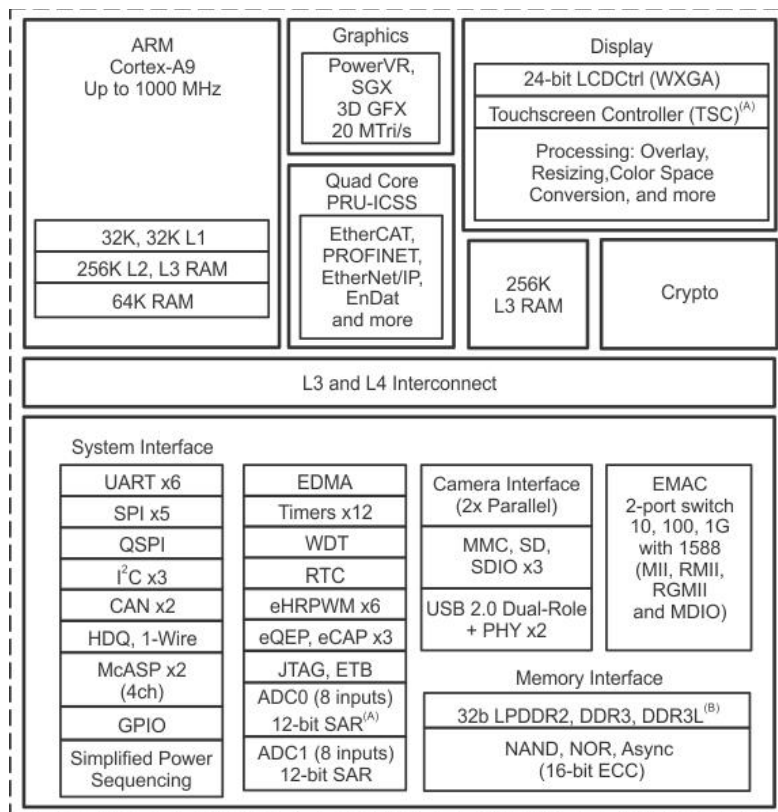 ARM
Cortex-A9
Up to 1000 MHz
32K, 32K L1
256K L2, L3 RAM
64K RAM
Graphics
PowerVR,
SGX
3D GFX
20 MTri/s
Quad Core
PRU-ICSS
EtherCAT,
PROFINET,
EtherNet/IP,
EnDat
and more
Display
24-bit LCDCtrl (WXGA)
Touchscreen Controller (TSC)(A)
Processing: Overlay,
Resizing,Color Space
Conversion, and more
256K
L3 RAM
Crypto
L3 and L4 Interconnect
System Interface
UART x6
SPI x5
QSPI
I2C x3
CAN x2
HDQ, 1-Wire
McASP x2
(4ch)
GPIO
Simplified Power
Sequencing
EDMA
Timers x12
WDT
RTC
eHRPWM x6
eQEP, eCAP x3
JTAG, ETB
ADC0 (8 inputs)
12-bit SAR(A)
ADC1 (8 inputs)
12-bit SAR
Camera Interface
(2x Parallel)
MMC, SD,
SDIO x3
USB 2.0 Dual-Role
+ PHY x2
EMAC
2-port switch
10, 100, 1G
with 1588
(MII, RMII,
RGMII
and MDIO)
Memory Interface
32b LPDDR2, DDR3, DDR3L(B)
NAND, NOR, Async
(16-bit ECC)